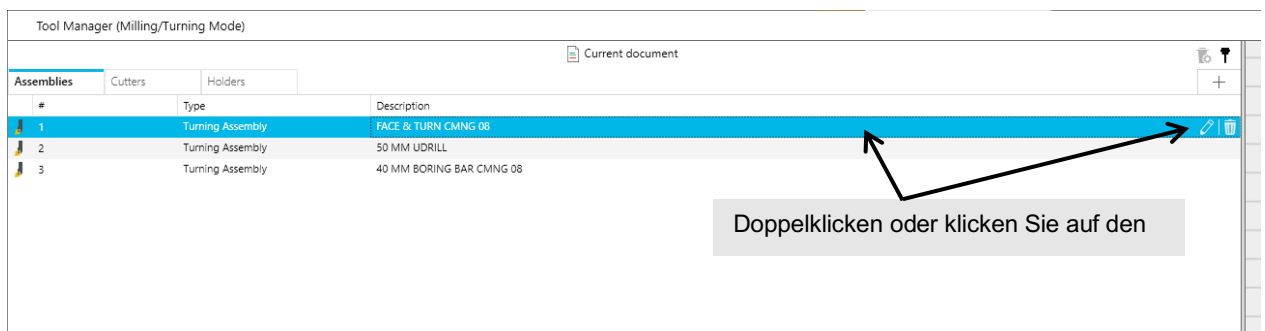 Tool Manager (Milling/Turning Mode)
Current document
Assemblies Cutters Holders
# Type Description
1 Turning Assembly FACE & TURN CMNG 08
2 Turning Assembly 50 MM UDRILL
3 Turning Assembly 40 MM BORING BAR CMNG 08
Doppelklicken oder klicken Sie auf den